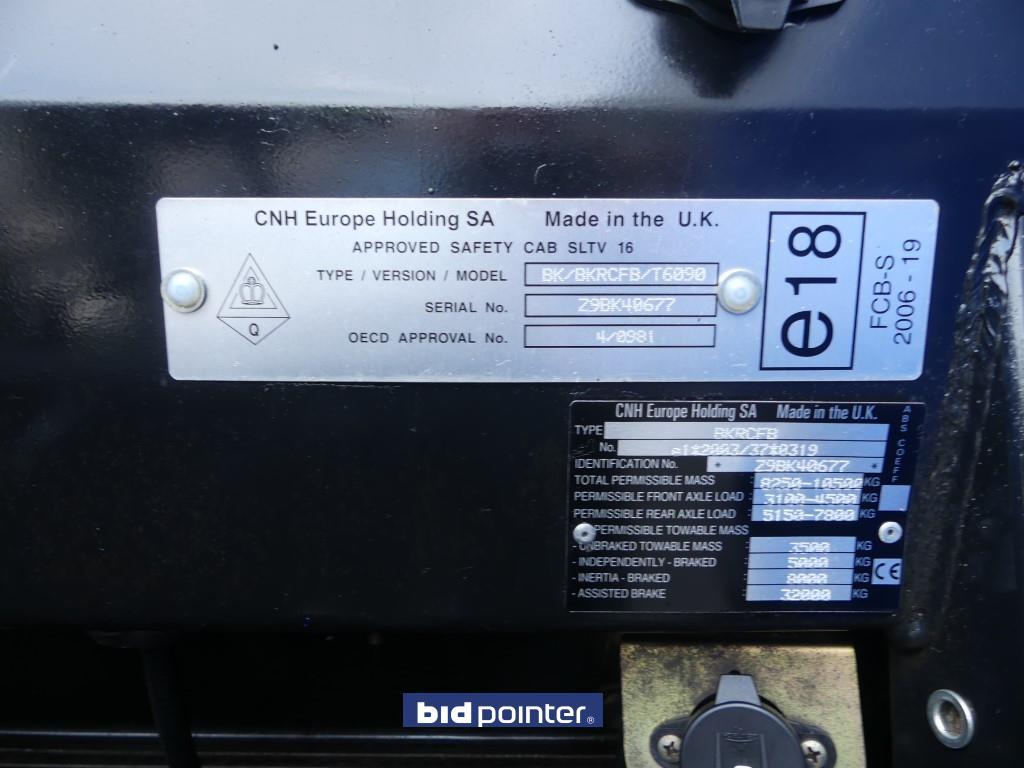 CNH Europe Holding SA Made in the U.K.
APPROVED SAFETY CAB SLTV 16
TYPE / VERSION / MODEL BK/BKRCFB/T6090
SERIAL No. Z9BK40677
OECD APPROVAL No. 4/0981
Q
e18
FCB-S
2006 - 19
CNH Europe Holding SA Made in the U.K.
TYPE BKRCFB
No. e1*2003/37*0319
IDENTIFICATION No. * Z9BK40677 *
TOTAL PERMISSIBLE MASS : 8250-10500 KG
PERMISSIBLE FRONT AXLE LOAD : 3100-4500 KG
PERMISSIBLE REAR AXLE LOAD : 5150-7800 KG
PERMISSIBLE TOWABLE MASS
- UNBRAKED TOWABLE MASS : 3500 KG
- INDEPENDENTLY - BRAKED : 5000 KG
- INERTIA - BRAKED : 8000 KG
- ASSISTED BRAKE : 32000 KG
ABS COEFF
CE
bidpointer®